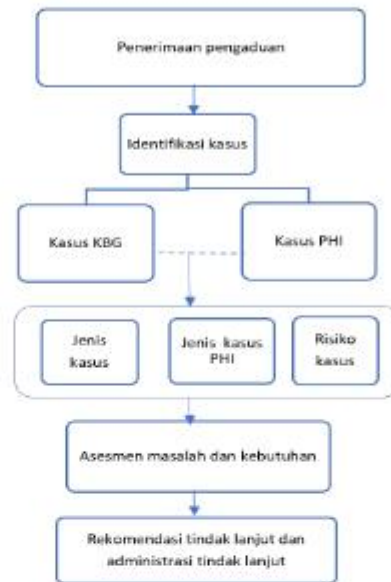 Penerimaan pengaduan
Identifikasi kasus
Kasus KBG
Kasus PHI
Jenis
kasus
Jenis kasus
PHI
Risiko
kasus
Asesmen masalah dan kebutuhan
Rekomendasi tindak lanjut dan
administrasi tindak lanjut